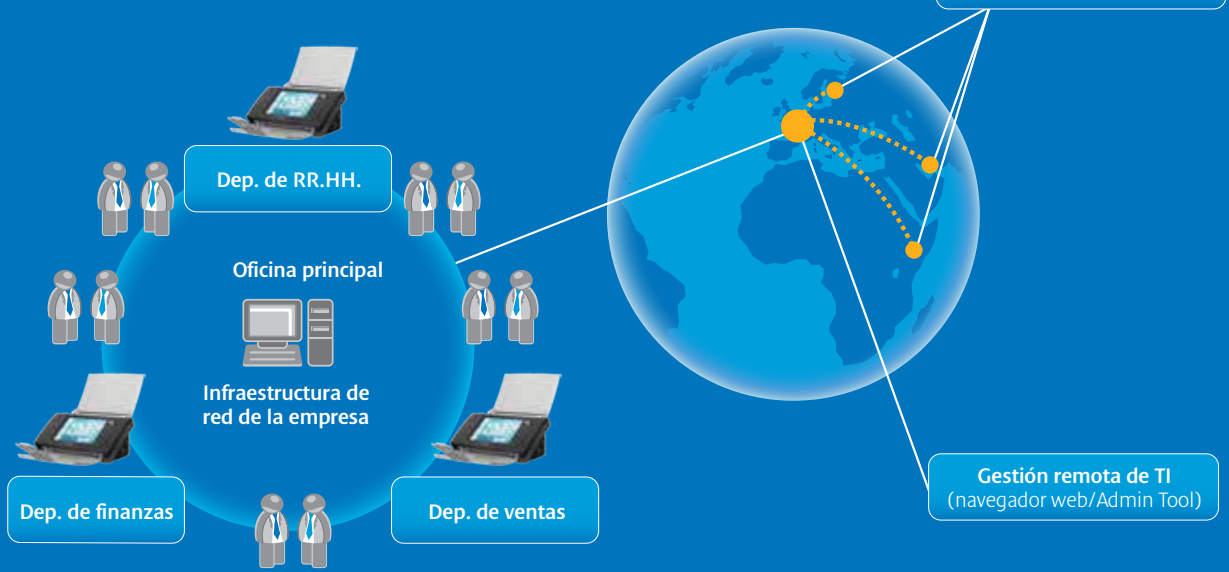 Dep. de RR.HH.
Oficina principal
Infraestructura de
red de la empresa
Dep. de finanzas
Dep. de ventas
Gestión remota de TI
(navegador web/Admin Tool)